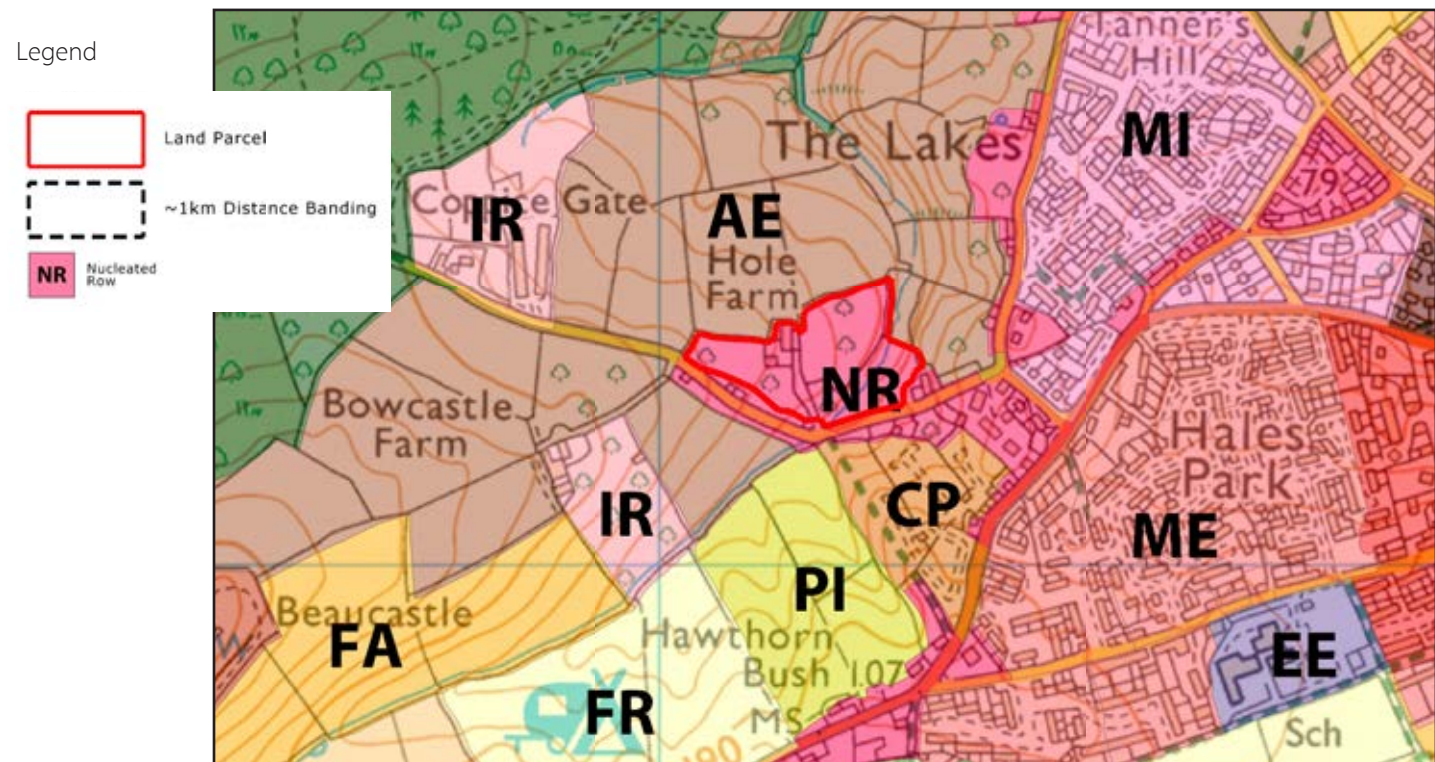 Legend
Land Parcel
~1km Distance Banding
NR
Nucleated
Row
Tanner's
Hill
MI
The Lakes
79
Coppice Gate
IR
AE
Hole
Farm
NR
Bowcastle
Farm
Hales
Park
CP
IR
ME
PI
Beaucastle
FA
Hawthorn
Bush 107
MS
FR
EE
Sch